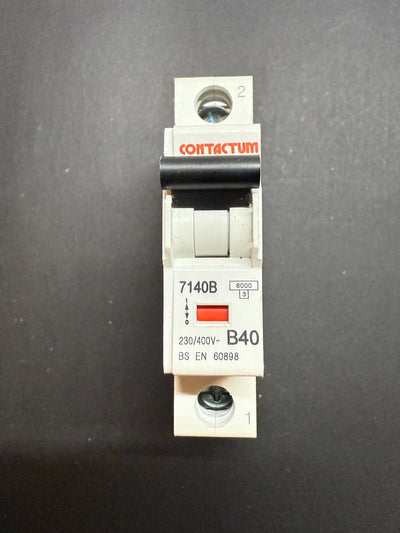 2
CONTACTUM
7140B
6000
3
I
O
230/400V~ B40
BS EN 60898
1